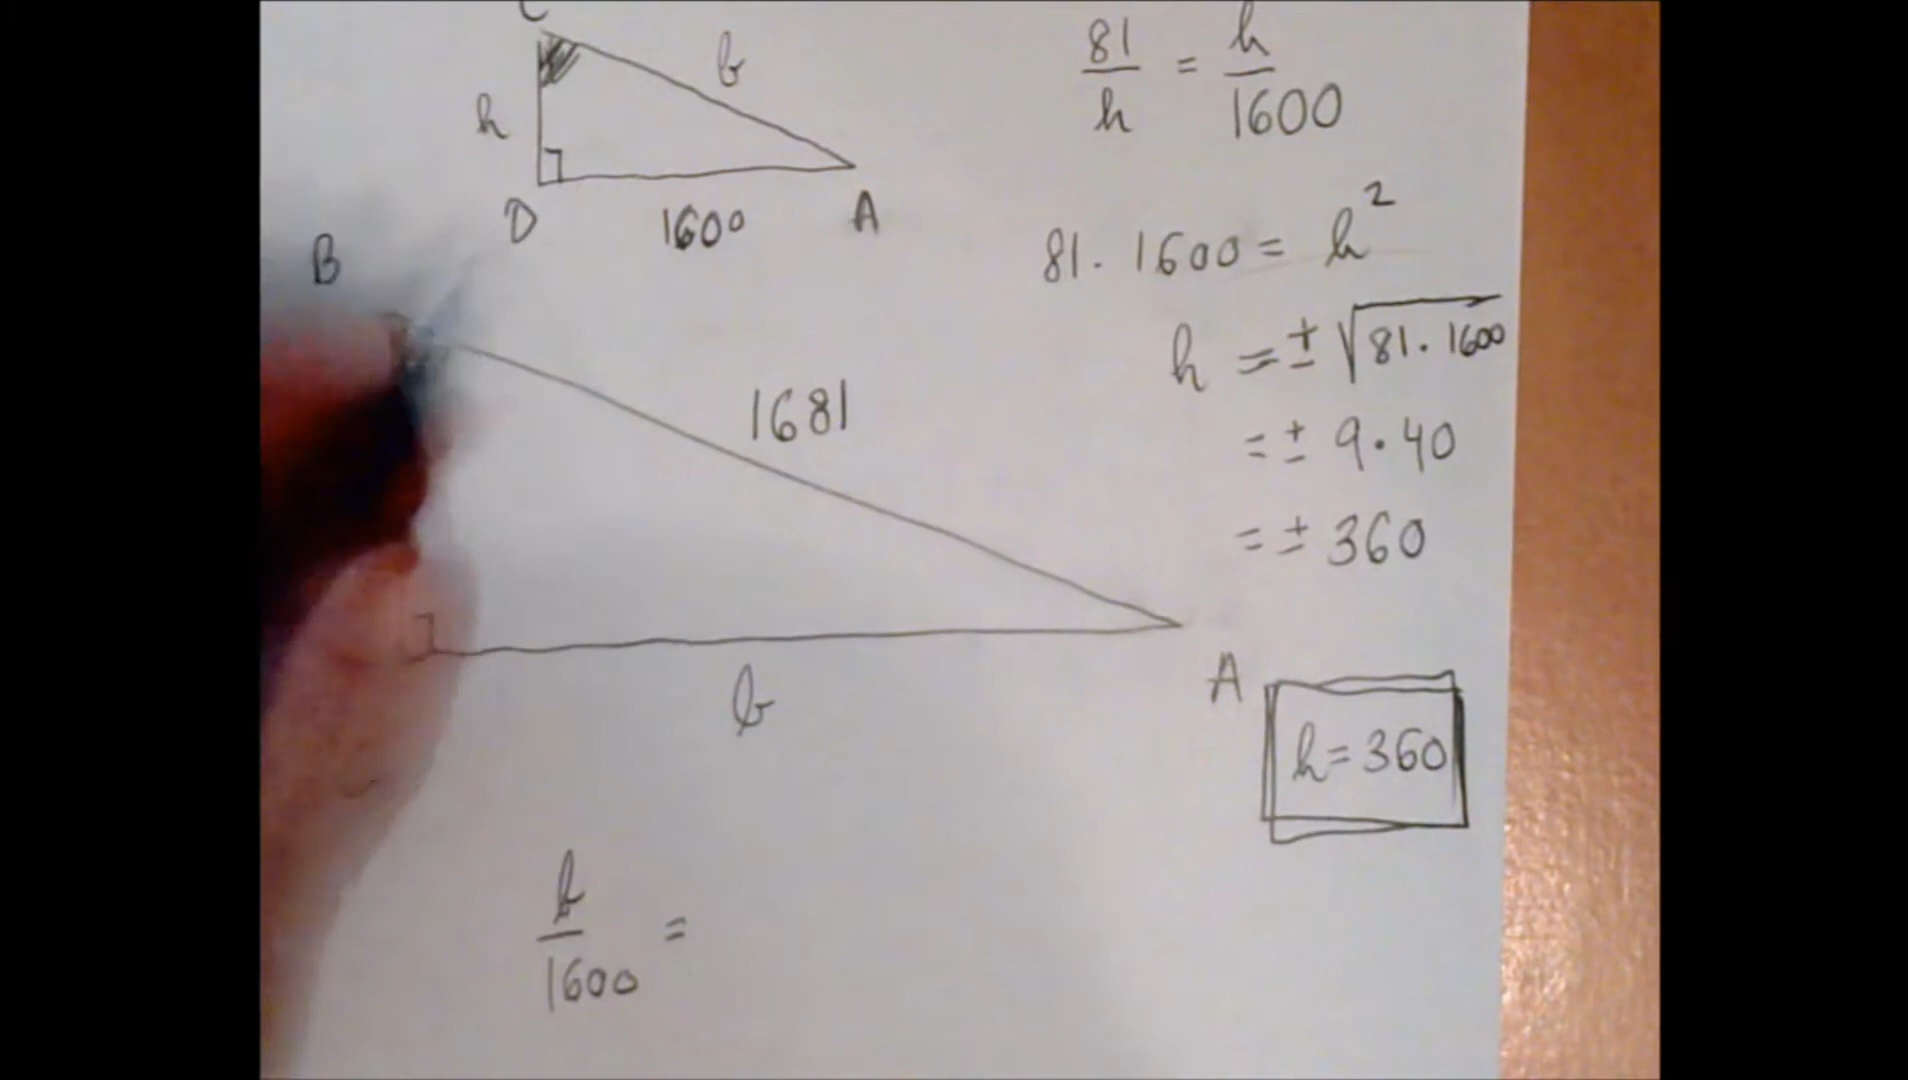 C
b
h
D
1600
A
81/h = h/1600
81 · 1600 = h²
h = ± √81 · 1600
= ± 9 · 40
= ± 360
B
1681
b
A
h = 360
b/1600 =